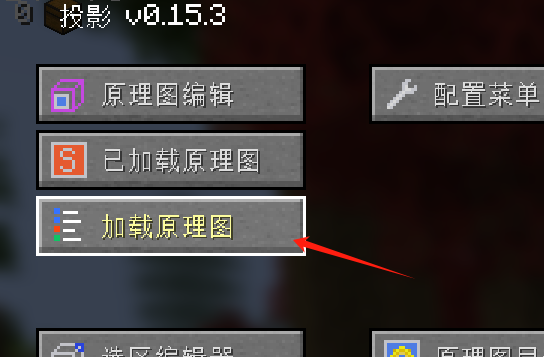 投影 v0.15.3
原理图编辑
配置菜单
S 已加载原理图
加载原理图
选区编辑器
原理图目